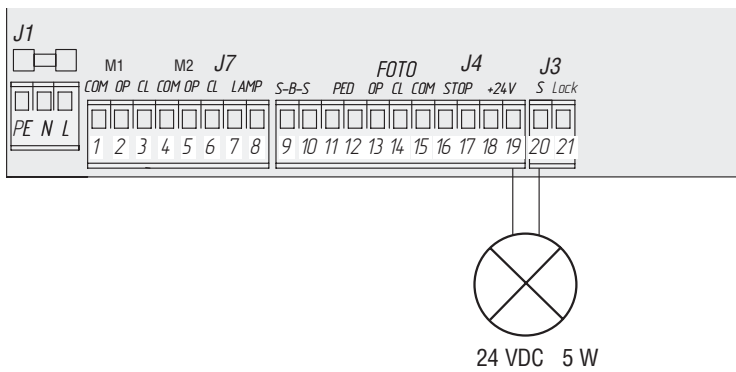 J1
M1 M2 J7 FOTO J4 J3
COM OP CL COM OP CL LAMP S-B-S PED OP CL COM STOP +24V S Lock
PE N L
1 2 3 4 5 6 7 8 9 10 11 12 13 14 15 16 17 18 19 20 21
24 VDC 5 W